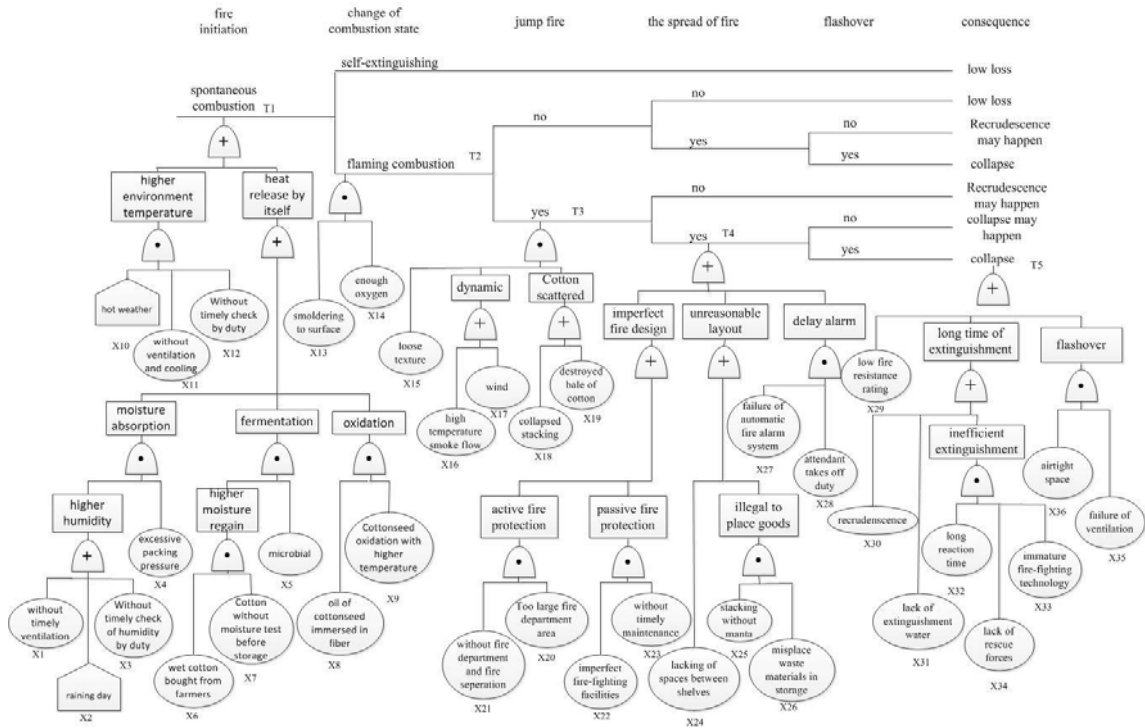 fire
initiation
change of
combustion state
jump fire
the spread of fire
flashover
consequence
self-extinguishing
low loss
spontaneous
combustion
T1
no
no
low loss
yes
no
Recrudescence
may happen
yes
collapse
flaming combustion
T2
higher
environment
temperature
heat
release by
itself
yes
T3
no
Recrudescence
may happen
yes
T4
no
collapse may
happen
yes
collapse
T5
hot weather
X10
without
ventilation
and cooling
X11
Without
timely check
by duty
X12
smoldering
to surface
X13
enough
oxygen
X14
loose
texture
X15
dynamic
Cotton
scattered
high
temperature
smoke flow
X16
wind
X17
collapsed
stacking
X18
destroyed
bale of
cotton
X19
imperfect
fire design
unreasonable
layout
delay alarm
failure of
automatic
fire alarm
system
X27
attendant
takes off
duty
X28
low fire
resistance
rating
X29
long time of
extinguishment
flashover
inefficient
extinguishment
airtight
space
X36
failure of
ventilation
X35
recrudenscence
X30
lack of
extinguishment
water
X31
long
reaction
time
X32
immature
fire-fighting
technology
X33
lack of
rescue
forces
X34
moisture
absorption
fermentation
oxidation
higher
humidity
excessive
packing
pressure
X4
higher
moisture
regain
microbial
X5
Cottonseed
oxidation with
higher
temperature
X9
oil of
cottonseed
immersed in
fiber
X8
without
timely
ventilation
X1
raining day
X2
Without
timely check
of humidity
by duty
X3
wet cotton
bought from
farmers
X6
Cotton
without
moisture test
before
storage
X7
active fire
protection
passive fire
protection
illegal to
place goods
without fire
department
and fire
seperation
X21
Too large fire
department
area
X20
imperfect
fire-fighting
facilities
X22
without
timely
maintenance
X23
lacking of
spaces between
shelves
X24
stacking
without
manta
X25
misplace
waste
materials in
storage
X26